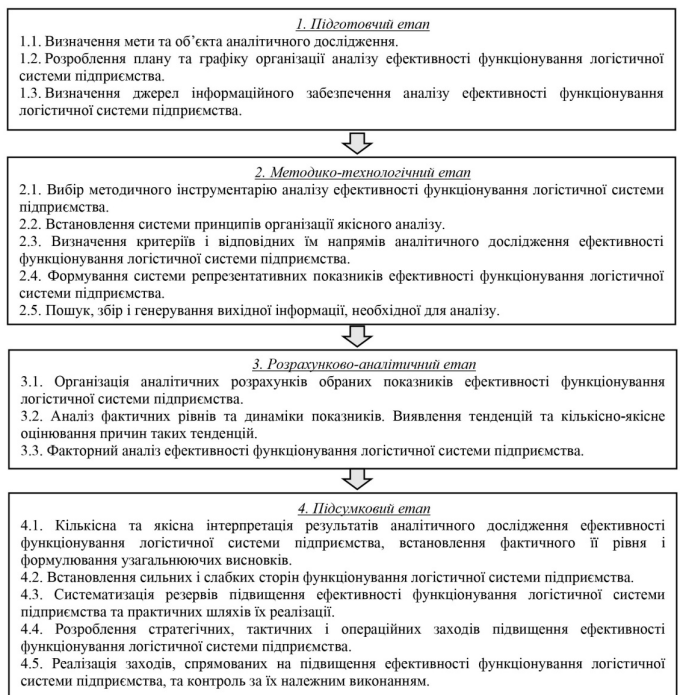 1. Підготовчий етап
1.1. Визначення мети та об’єкта аналітичного дослідження.
1.2. Розроблення плану та графіку організації аналізу ефективності функціонування логістичної
системи підприємства.
1.3. Визначення джерел інформаційного забезпечення аналізу ефективності функціонування
логістичної системи підприємства.
2. Методико-технологічний етап
2.1. Вибір методичного інструментарію аналізу ефективності функціонування логістичної системи
підприємства.
2.2. Встановлення системи принципів організації якісного аналізу.
2.3. Визначення критеріїв і відповідних їм напрямів аналітичного дослідження ефективності
функціонування логістичної системи підприємства.
2.4. Формування системи репрезентативних показників ефективності функціонування логістичної
системи підприємства.
2.5. Пошук, збір і генерування вихідної інформації, необхідної для аналізу.
3. Розрахунково-аналітичний етап
3.1. Організація аналітичних розрахунків обраних показників ефективності функціонування
логістичної системи підприємства.
3.2. Аналіз фактичних рівнів та динаміки показників. Виявлення тенденцій та кількісно-якісне
оцінювання причин таких тенденцій.
3.3. Факторний аналіз ефективності функціонування логістичної системи підприємства.
4. Підсумковий етап
4.1. Кількісна та якісна інтерпретація результатів аналітичного дослідження ефективності
функціонування логістичної системи підприємства, встановлення фактичного її рівня і
формулювання узагальнюючих висновків.
4.2. Встановлення сильних і слабких сторін функціонування логістичної системи підприємства.
4.3. Систематизація резервів підвищення ефективності функціонування логістичної системи
підприємства та практичних шляхів їх реалізації.
4.4. Розроблення стратегічних, тактичних і операційних заходів підвищення ефективності
функціонування логістичної системи підприємства.
4.5. Реалізація заходів, спрямованих на підвищення ефективності функціонування логістичної
системи підприємства, та контроль за їх належним виконанням.